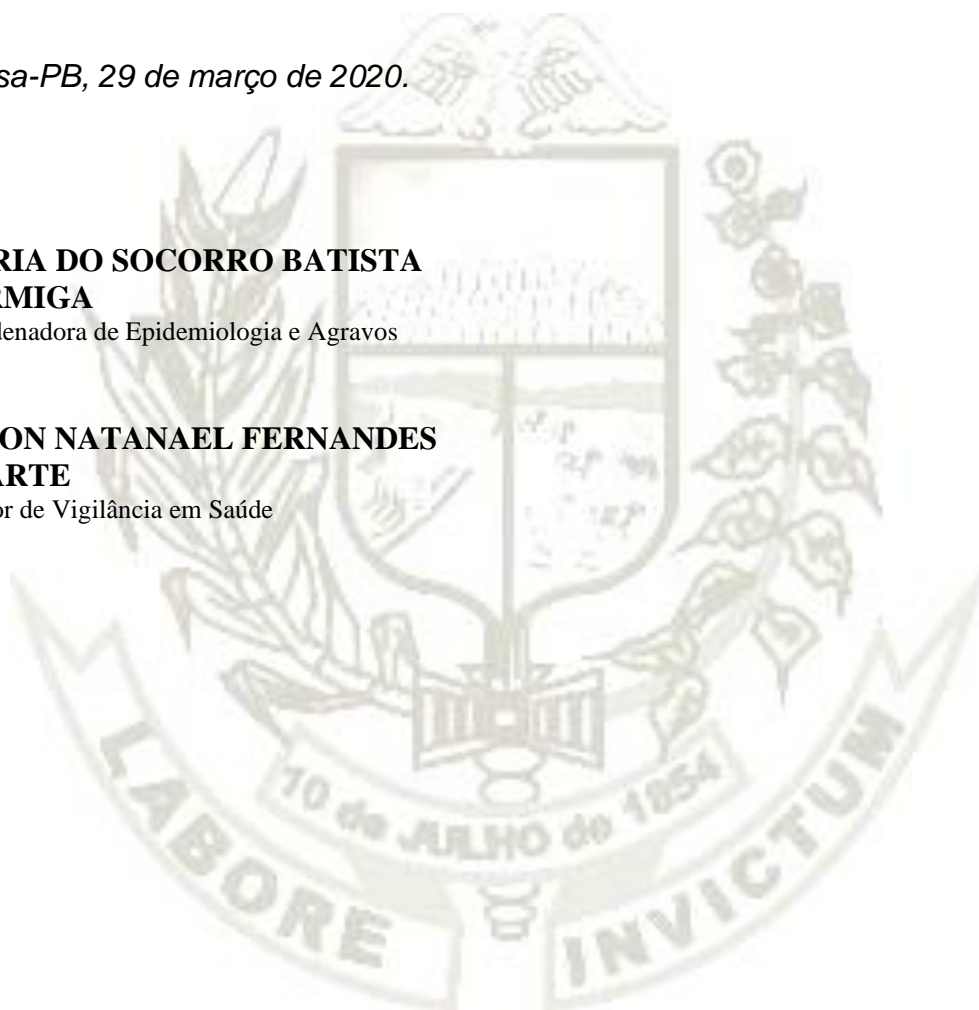 sa-PB, 29 de março de 2020.
RIA DO SOCORRO BATISTA
RMIGA
denadora de Epidemiologia e Agravos
ON NATANAEL FERNANDES
ARTE
or de Vigilância em Saúde
10 de JULHO de 1854
LABORE
INVICTUM